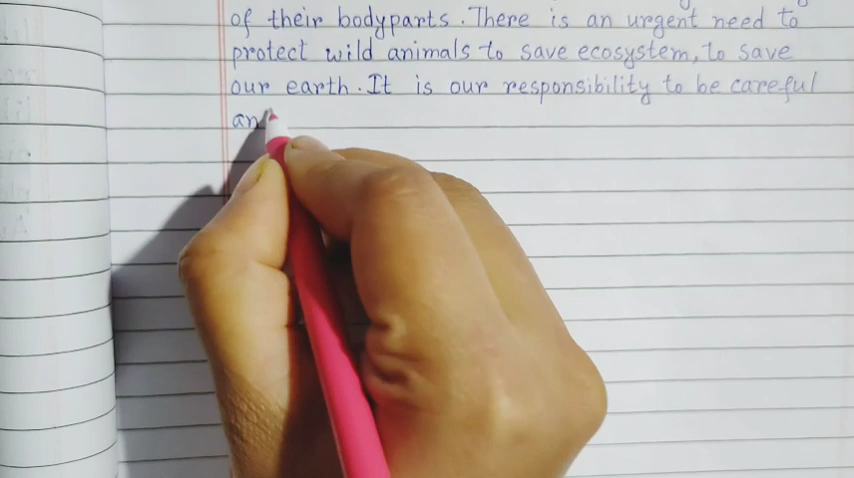 of their bodyparts. There is an urgent need to
protect wild animals to save ecosystem, to save
our earth. It is our responsibility to be careful
an